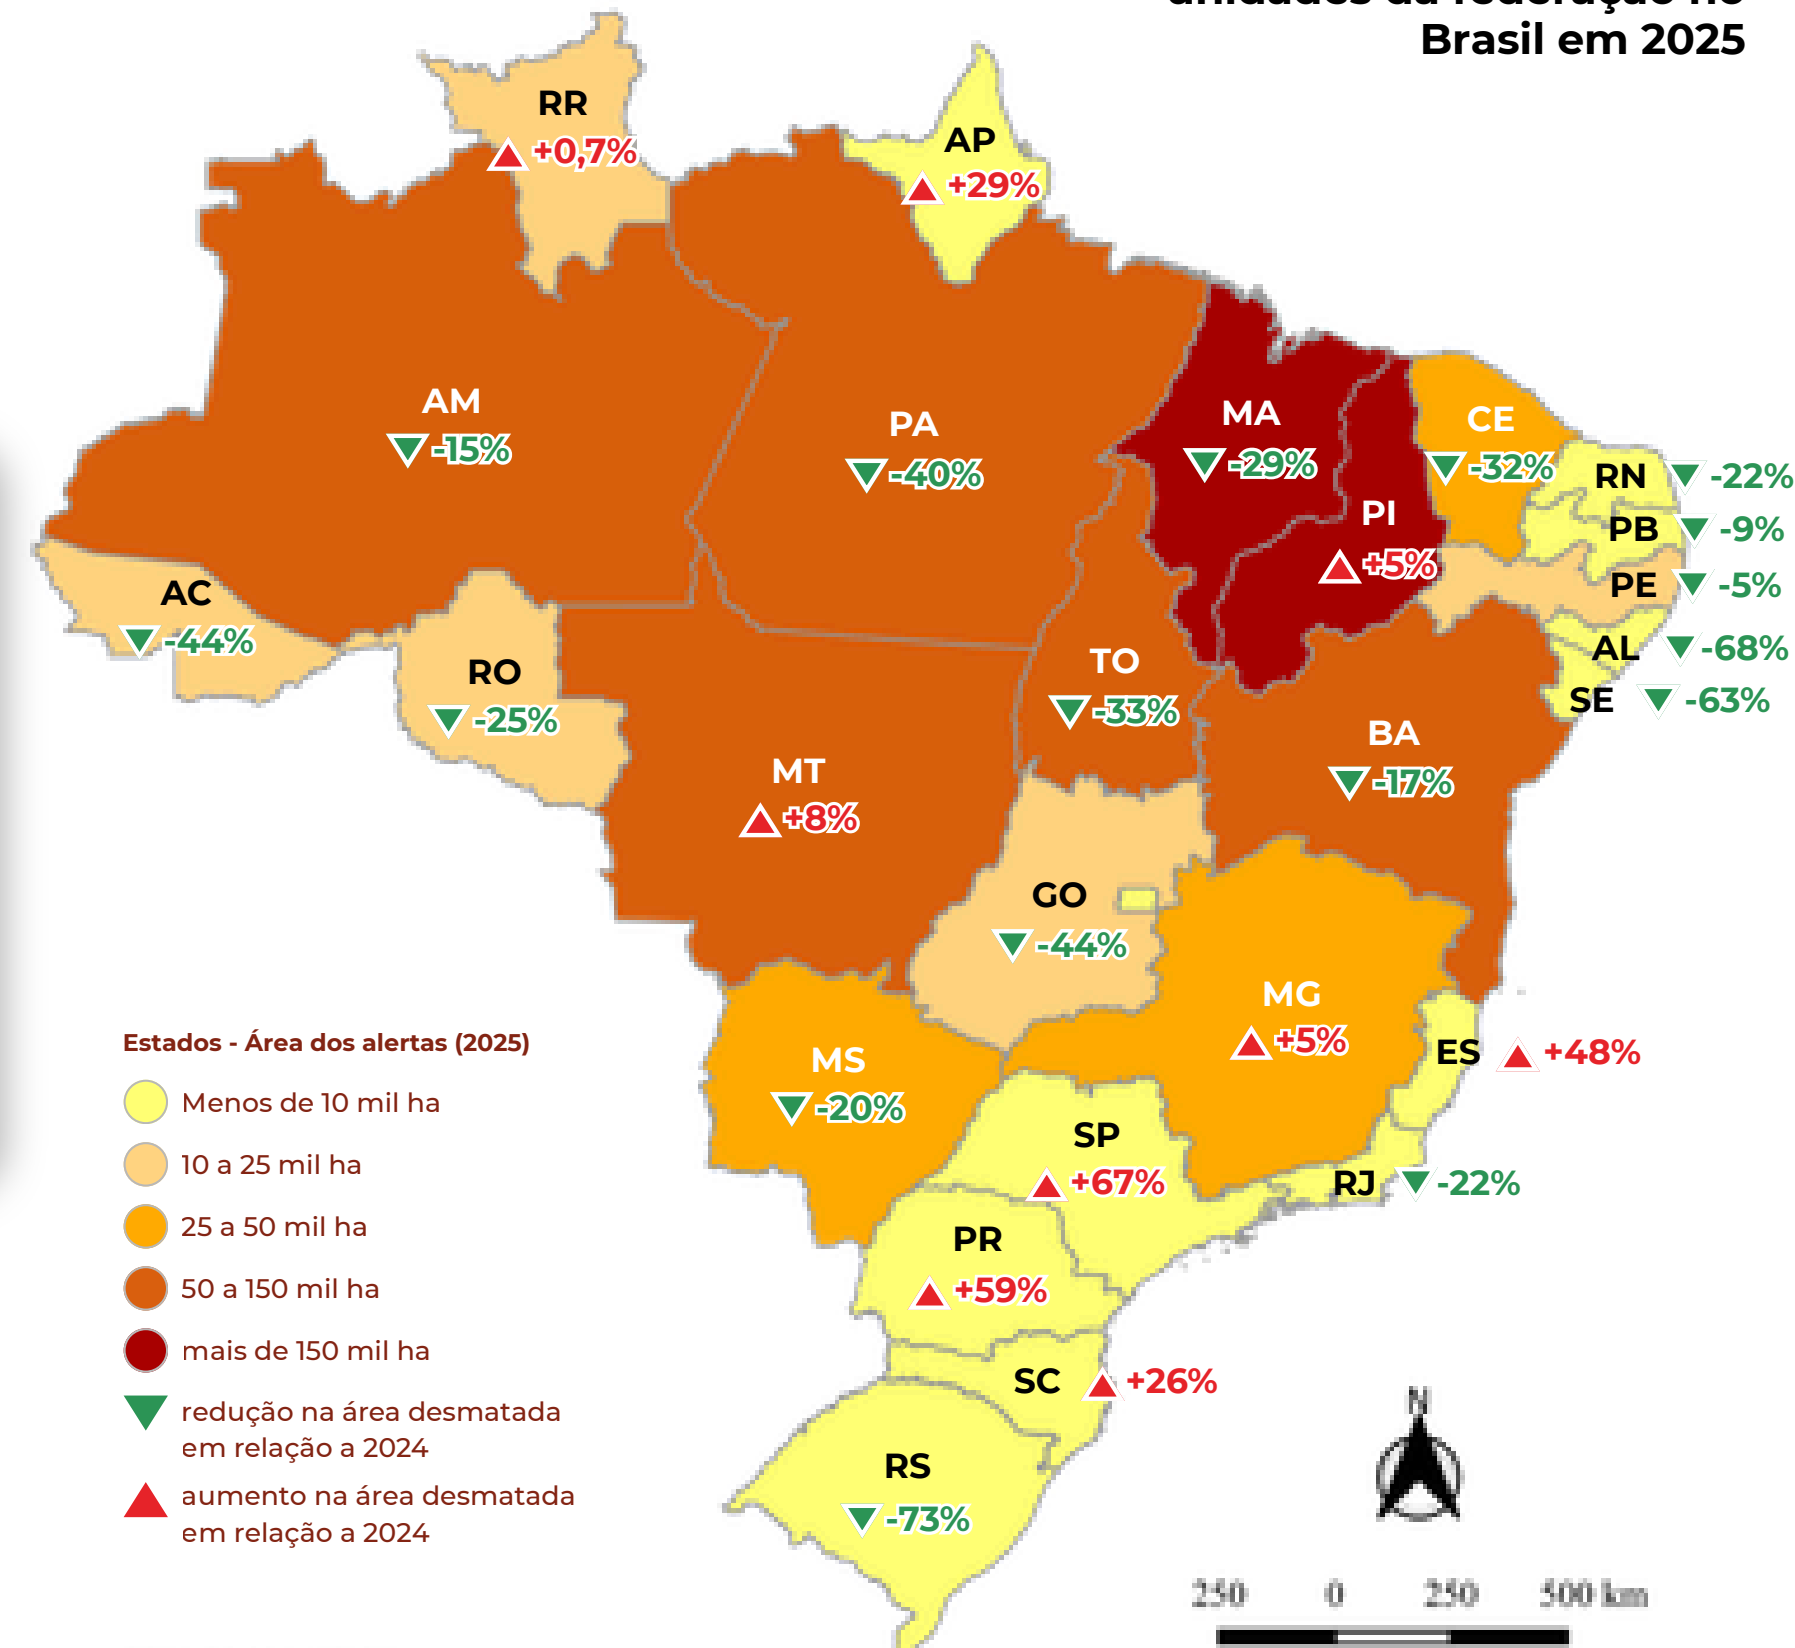 Brasil em 2025
RR
+0,7%
AP
+29%
AM
-15%
PA
-40%
MA
-29%
CE
-32%
RN
-22%
PI
+5%
PB
-9%
PE
-5%
AC
-44%
AL
-68%
RO
-25%
TO
-33%
SE
-63%
BA
-17%
MT
+8%
GO
-44%
MG
+5%
ES
+48%
MS
-20%
SP
+67%
RJ
-22%
PR
+59%
SC
+26%
RS
-73%
Estados - Área dos alertas (2025)
Menos de 10 mil ha
10 a 25 mil ha
25 a 50 mil ha
50 a 150 mil ha
mais de 150 mil ha
redução na área desmatada
em relação a 2024
aumento na área desmatada
em relação a 2024
N
250 0 250 500 km